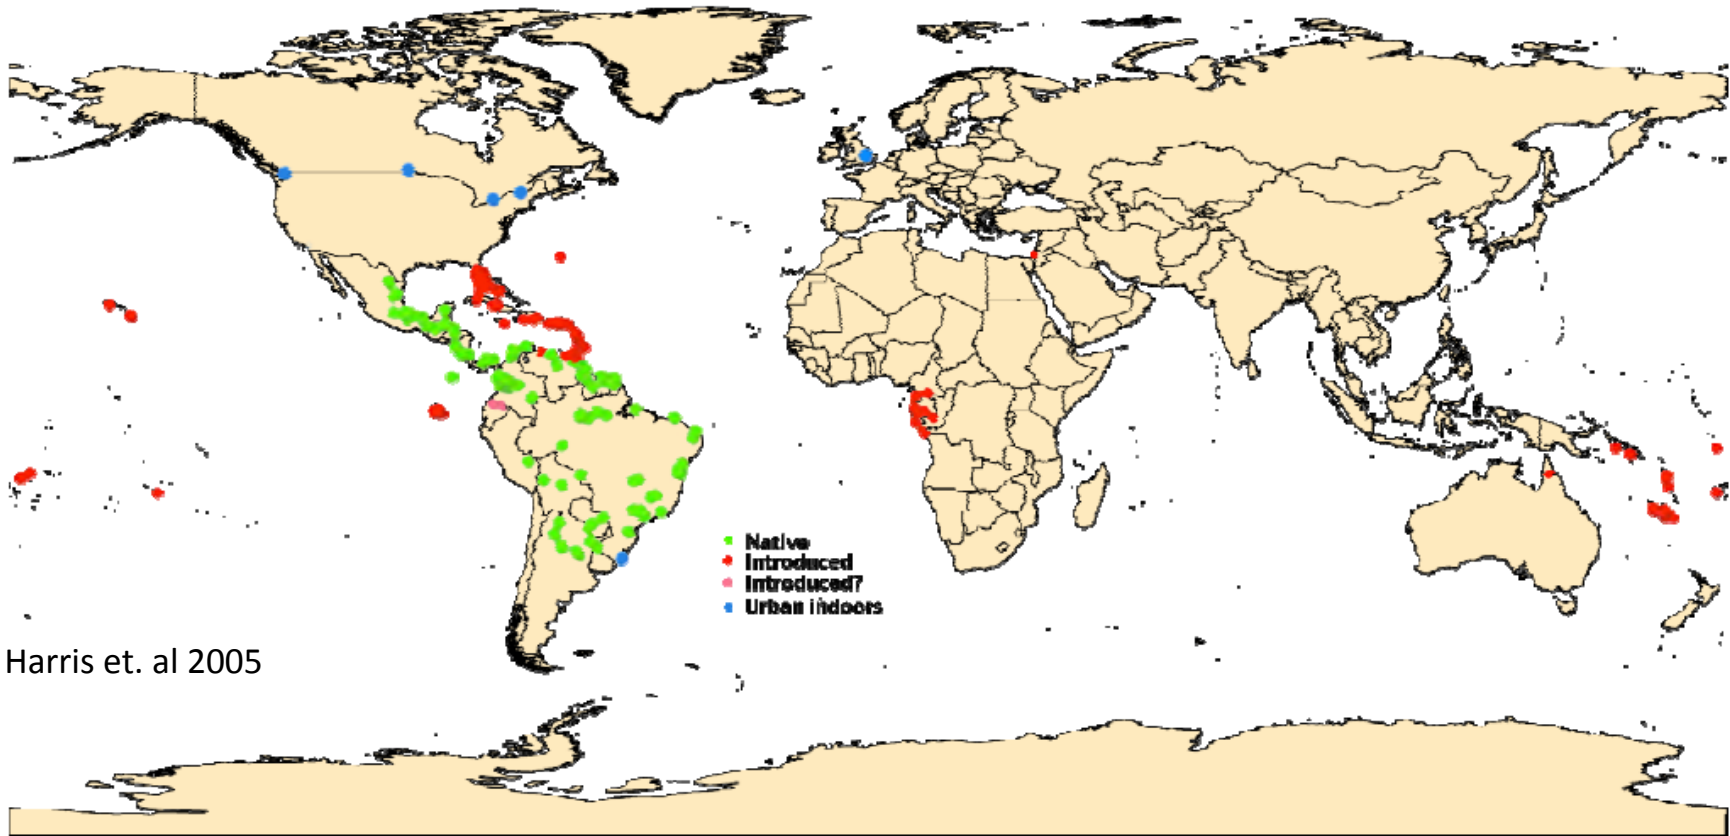 Native
Introduced
Introduced?
Urban indoors
Harris et. al 2005